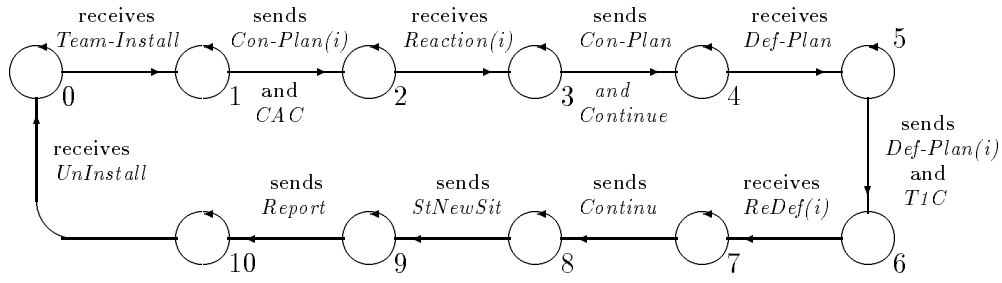 receives
Team-Install
0
sends
Con-Plan(i)
and
CAC
1
receives
Reaction(i)
2
sends
Con-Plan
and
Continue
3
receives
Def-Plan
4
5
sends
Def-Plan(i)
and
T1C
6
receives
ReDef(i)
7
sends
Continu
8
sends
StNewSit
9
sends
Report
10
receives
UnInstall